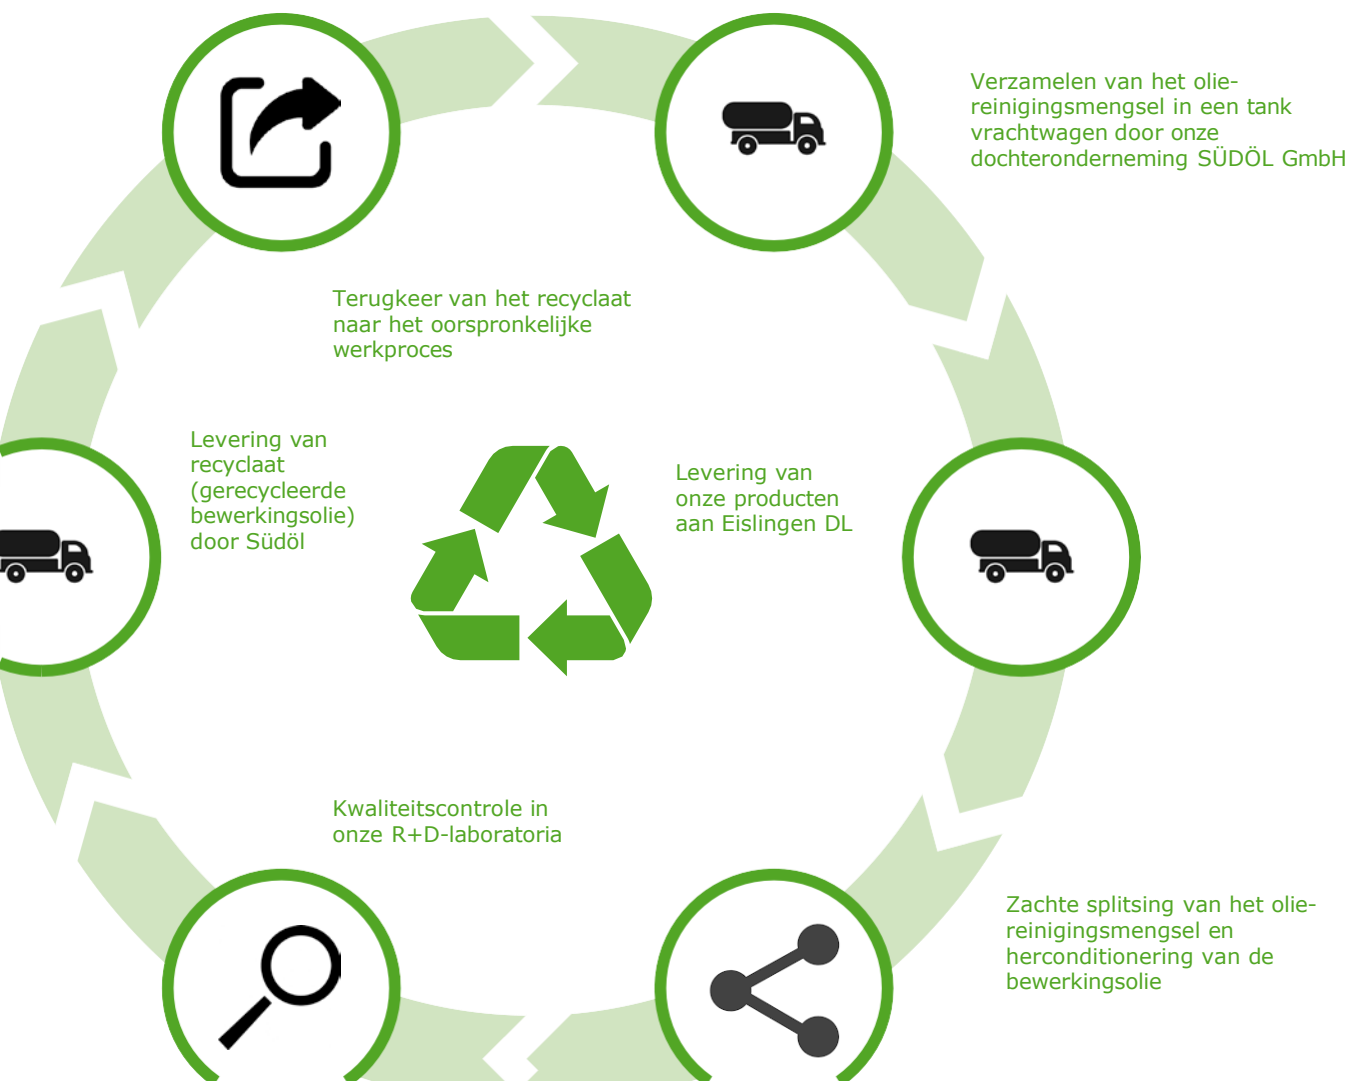 Verzamelen van het olie-
reinigingsmengsel in een tank
vrachtwagen door onze
dochteronderneming SÜDÖL GmbH
Terugkeer van het recyclaat
naar het oorspronkelijke
werkproces
Levering van
recyclaat
(gerecycleerde
bewerkingsolie)
door Südöl
Levering van
onze producten
aan Eislingen DL
Kwaliteitscontrole in
onze R+D-laboratoria
Zachte splitsing van het olie-
reinigingsmengsel en
herconditionering van de
bewerkingsolie